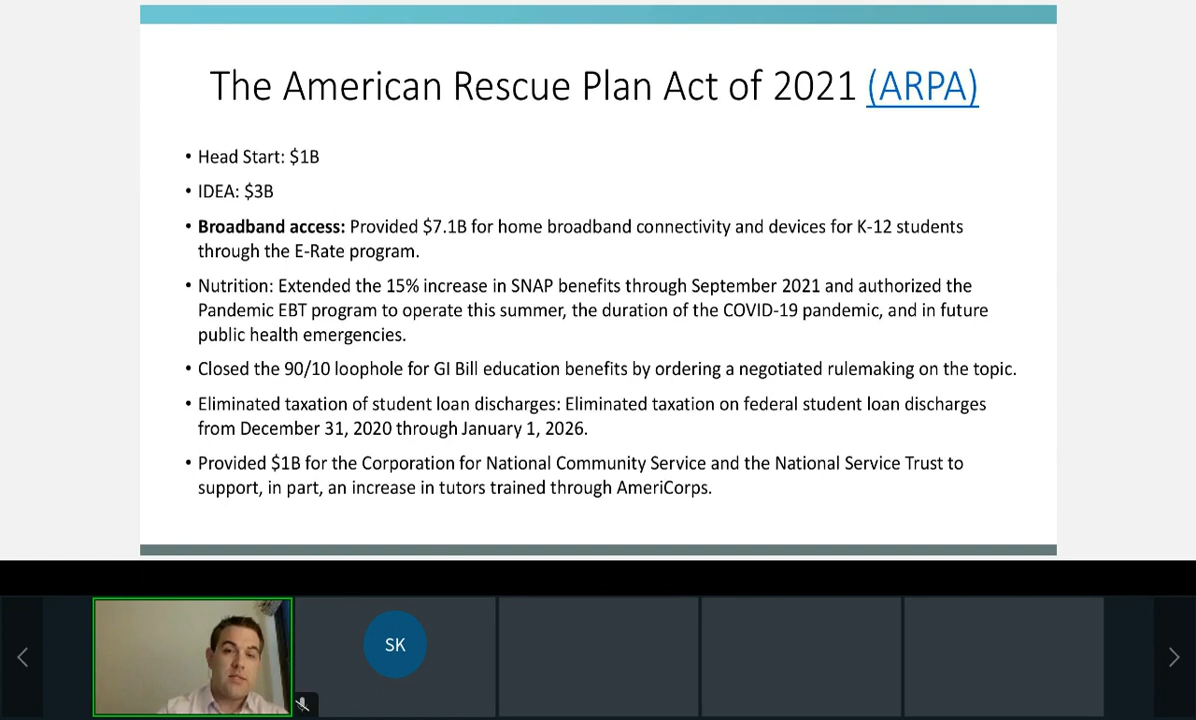 The American Rescue Plan Act of 2021 (ARPA)
• Head Start: $1B
• IDEA: $3B
• Broadband access: Provided $7.1B for home broadband connectivity and devices for K-12 students
through the E-Rate program.
• Nutrition: Extended the 15% increase in SNAP benefits through September 2021 and authorized the
Pandemic EBT program to operate this summer, the duration of the COVID-19 pandemic, and in future
public health emergencies.
• Closed the 90/10 loophole for GI Bill education benefits by ordering a negotiated rulemaking on the topic.
• Eliminated taxation of student loan discharges: Eliminated taxation on federal student loan discharges
from December 31, 2020 through January 1, 2026.
• Provided $1B for the Corporation for National Community Service and the National Service Trust to
support, in part, an increase in tutors trained through AmeriCorps.
SK